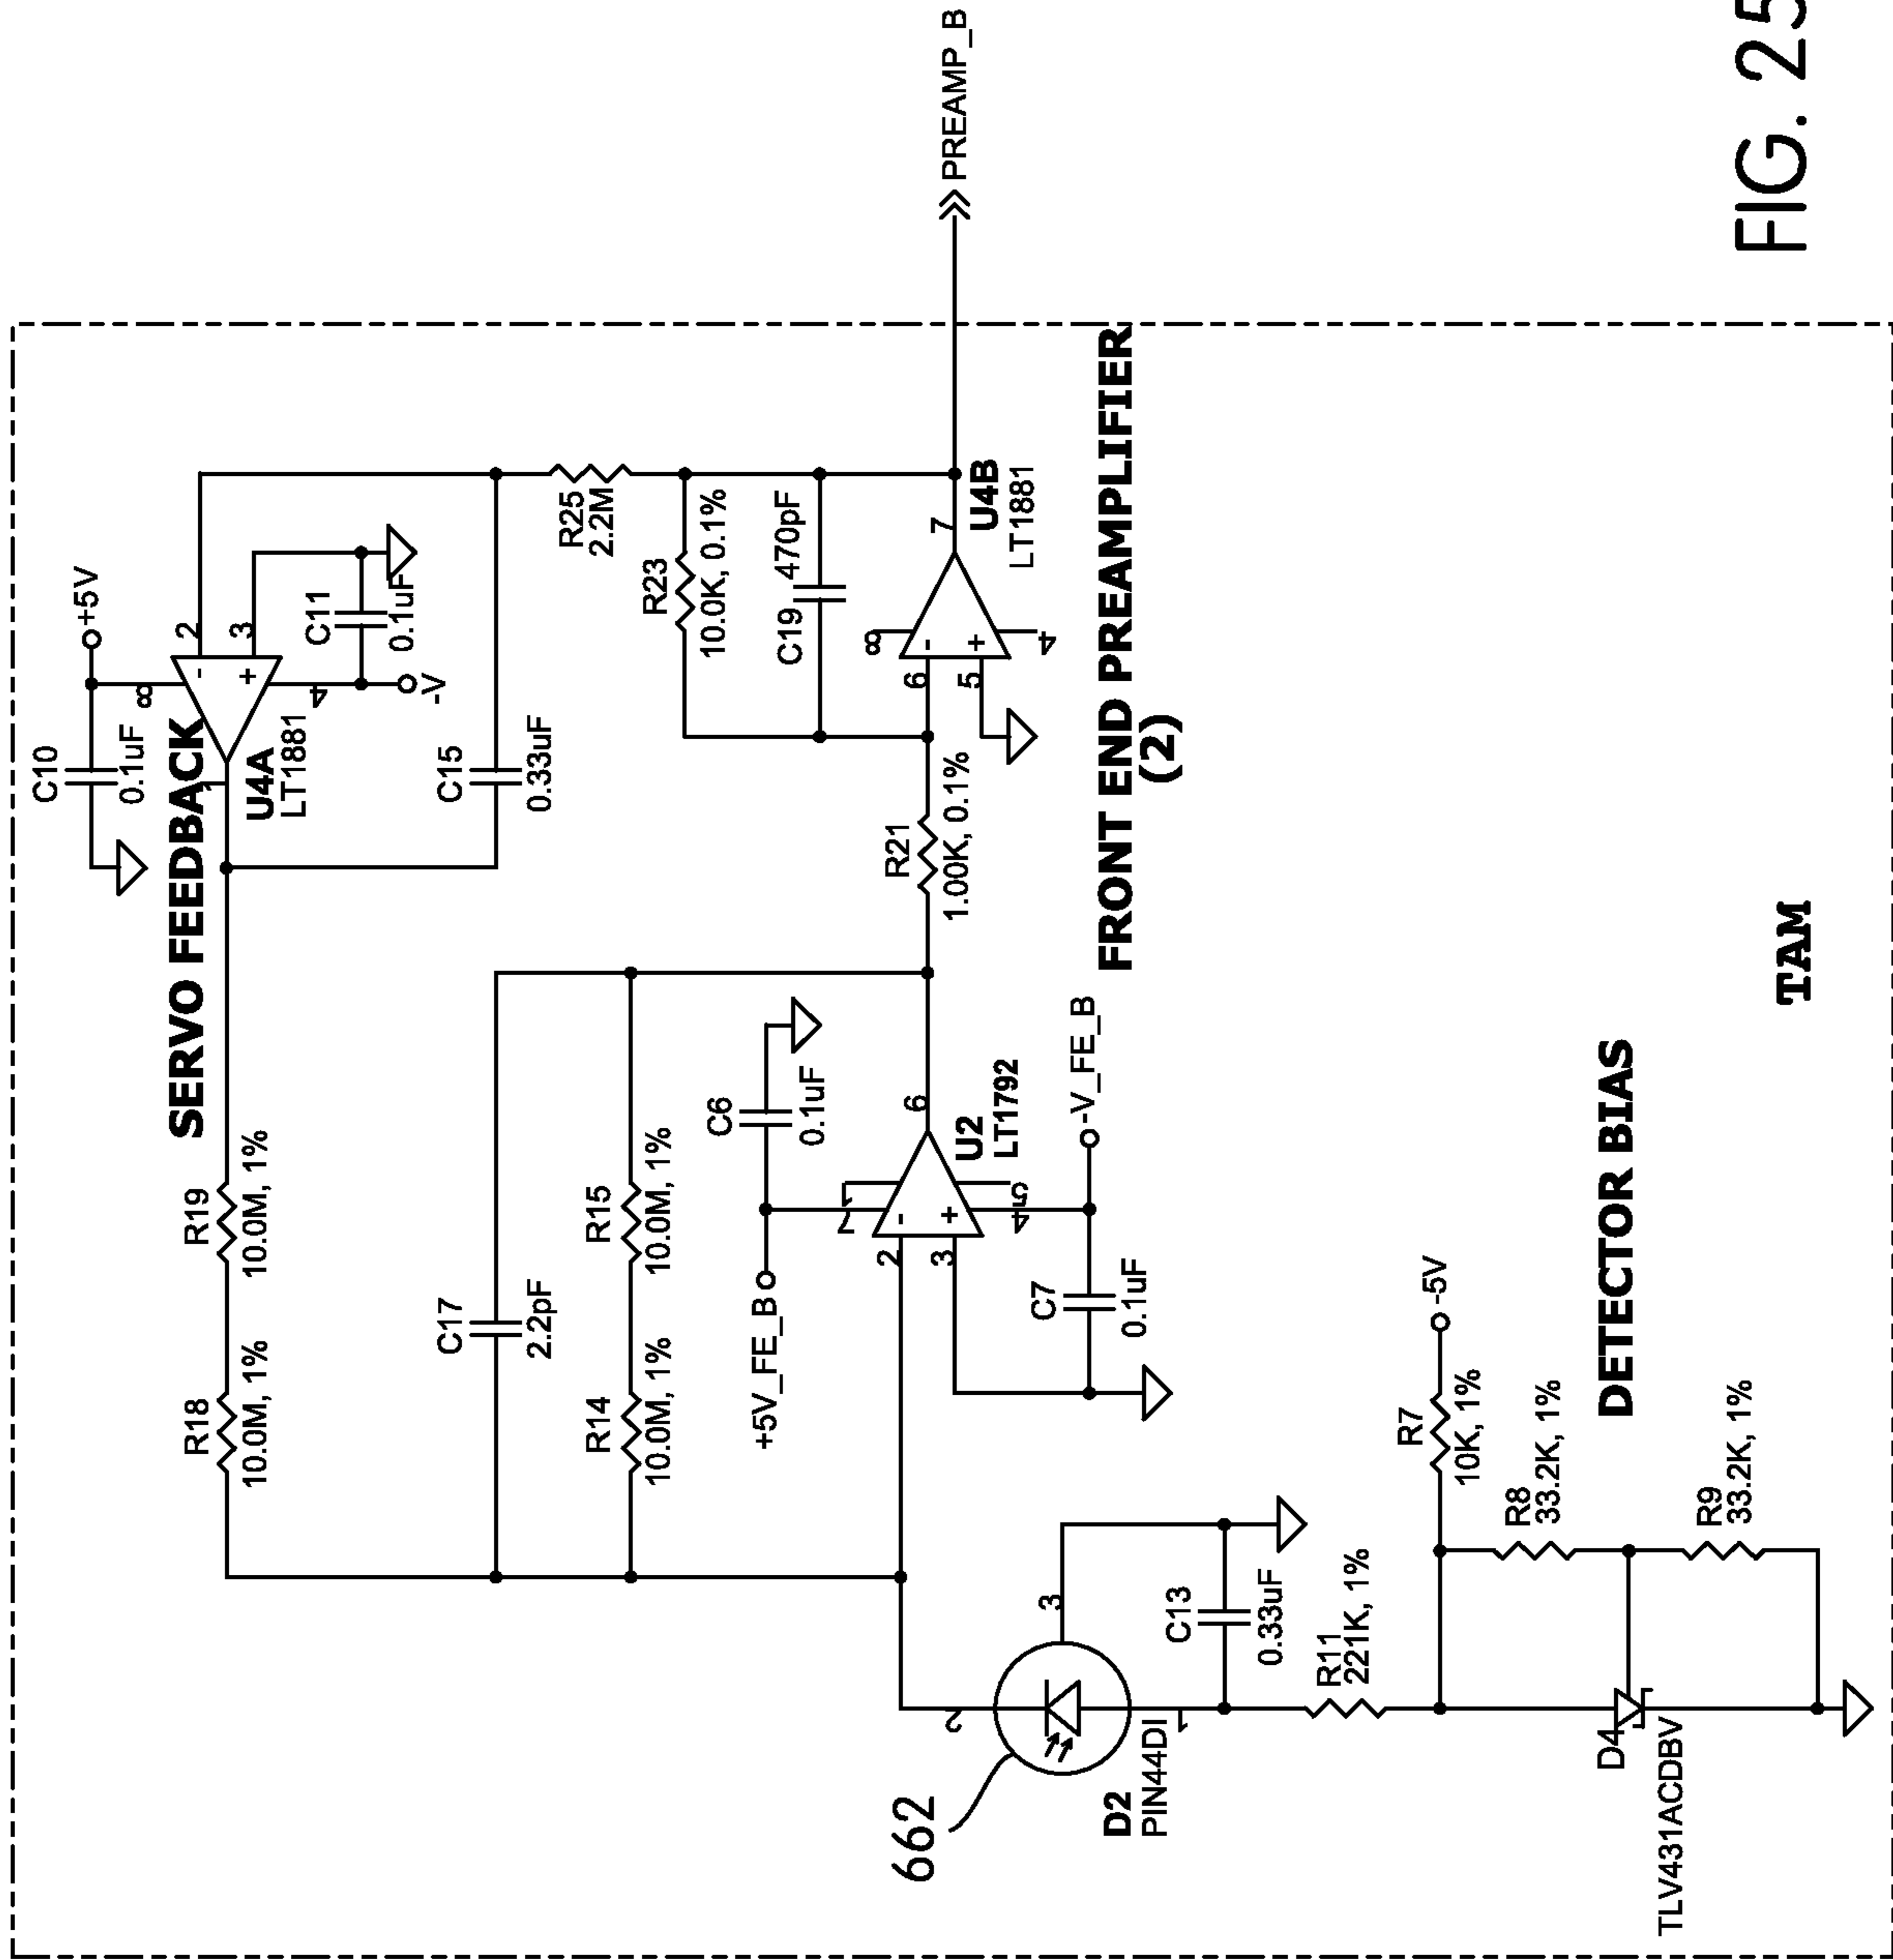 C10
0.1uF
+5V
SERVO FEEDBACK
8
2
-
3
+
4
1
U4A
LT1881
C11
0.1uF
-V
R18
10.0M, 1%
R19
10.0M, 1%
C15
0.33uF
C17
2.2pF
R25
2.2M
R14
10.0M, 1%
R15
10.0M, 1%
R23
10.0K, 0.1%
C6
0.1uF
+5V_FE_B
C19
470pF
7
1
2
-
3
+
4
5
6
U2
LT1792
R21
1.00K, 0.1%
8
6
-
5
+
4
7
U4B
LT1881
PREAMP_B
C7
0.1uF
-V_FE_B
FRONT END PREAMPLIFIER
(2)
662
2
3
1
D2
PIN44DI
C13
0.33uF
R11
221K, 1%
R7
10K, 1%
-5V
R8
33.2K, 1%
DETECTOR BIAS
D4
TLV431ACDBV
R9
33.2K, 1%
TAM
FIG. 25